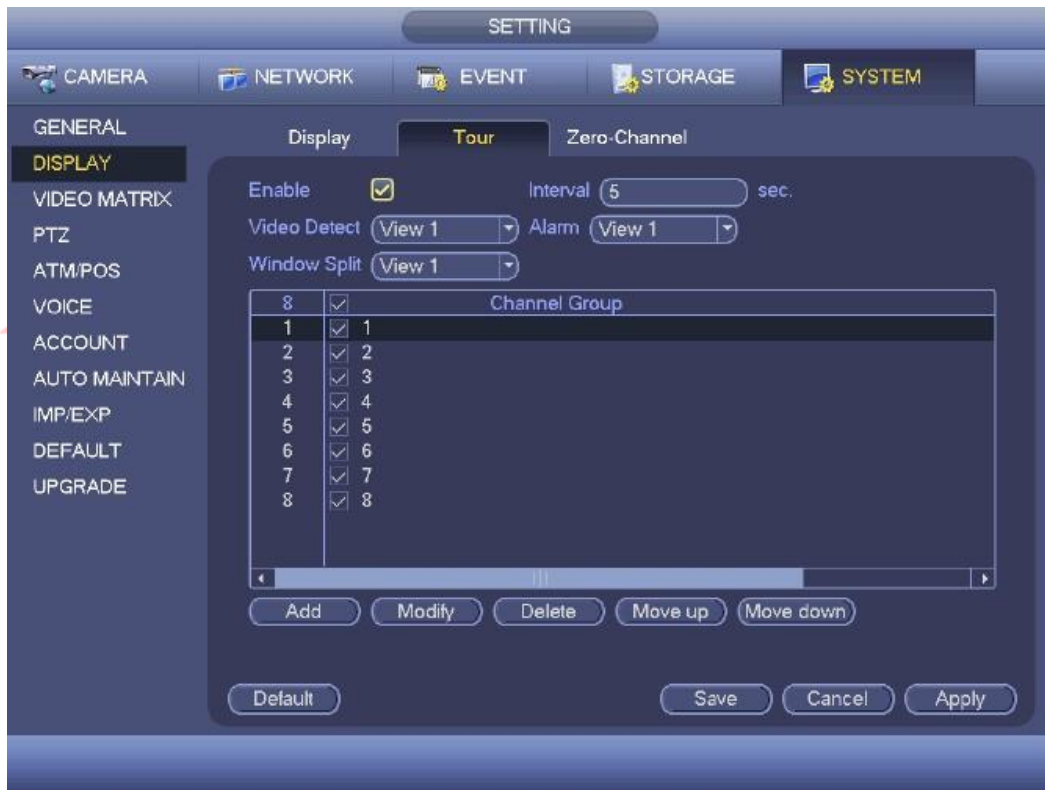 SETTING
CAMERA NETWORK EVENT STORAGE SYSTEM
GENERAL
DISPLAY
VIDEO MATRIX
PTZ
ATM/POS
VOICE
ACCOUNT
AUTO MAINTAIN
IMP/EXP
DEFAULT
UPGRADE
Display Tour Zero-Channel
Enable Interval 5 sec.
Video Detect View 1 Alarm View 1
Window Split View 1
8 Channel Group
1 1
2 2
3 3
4 4
5 5
6 6
7 7
8 8
Add Modify Delete Move up Move down
Default Save Cancel Apply